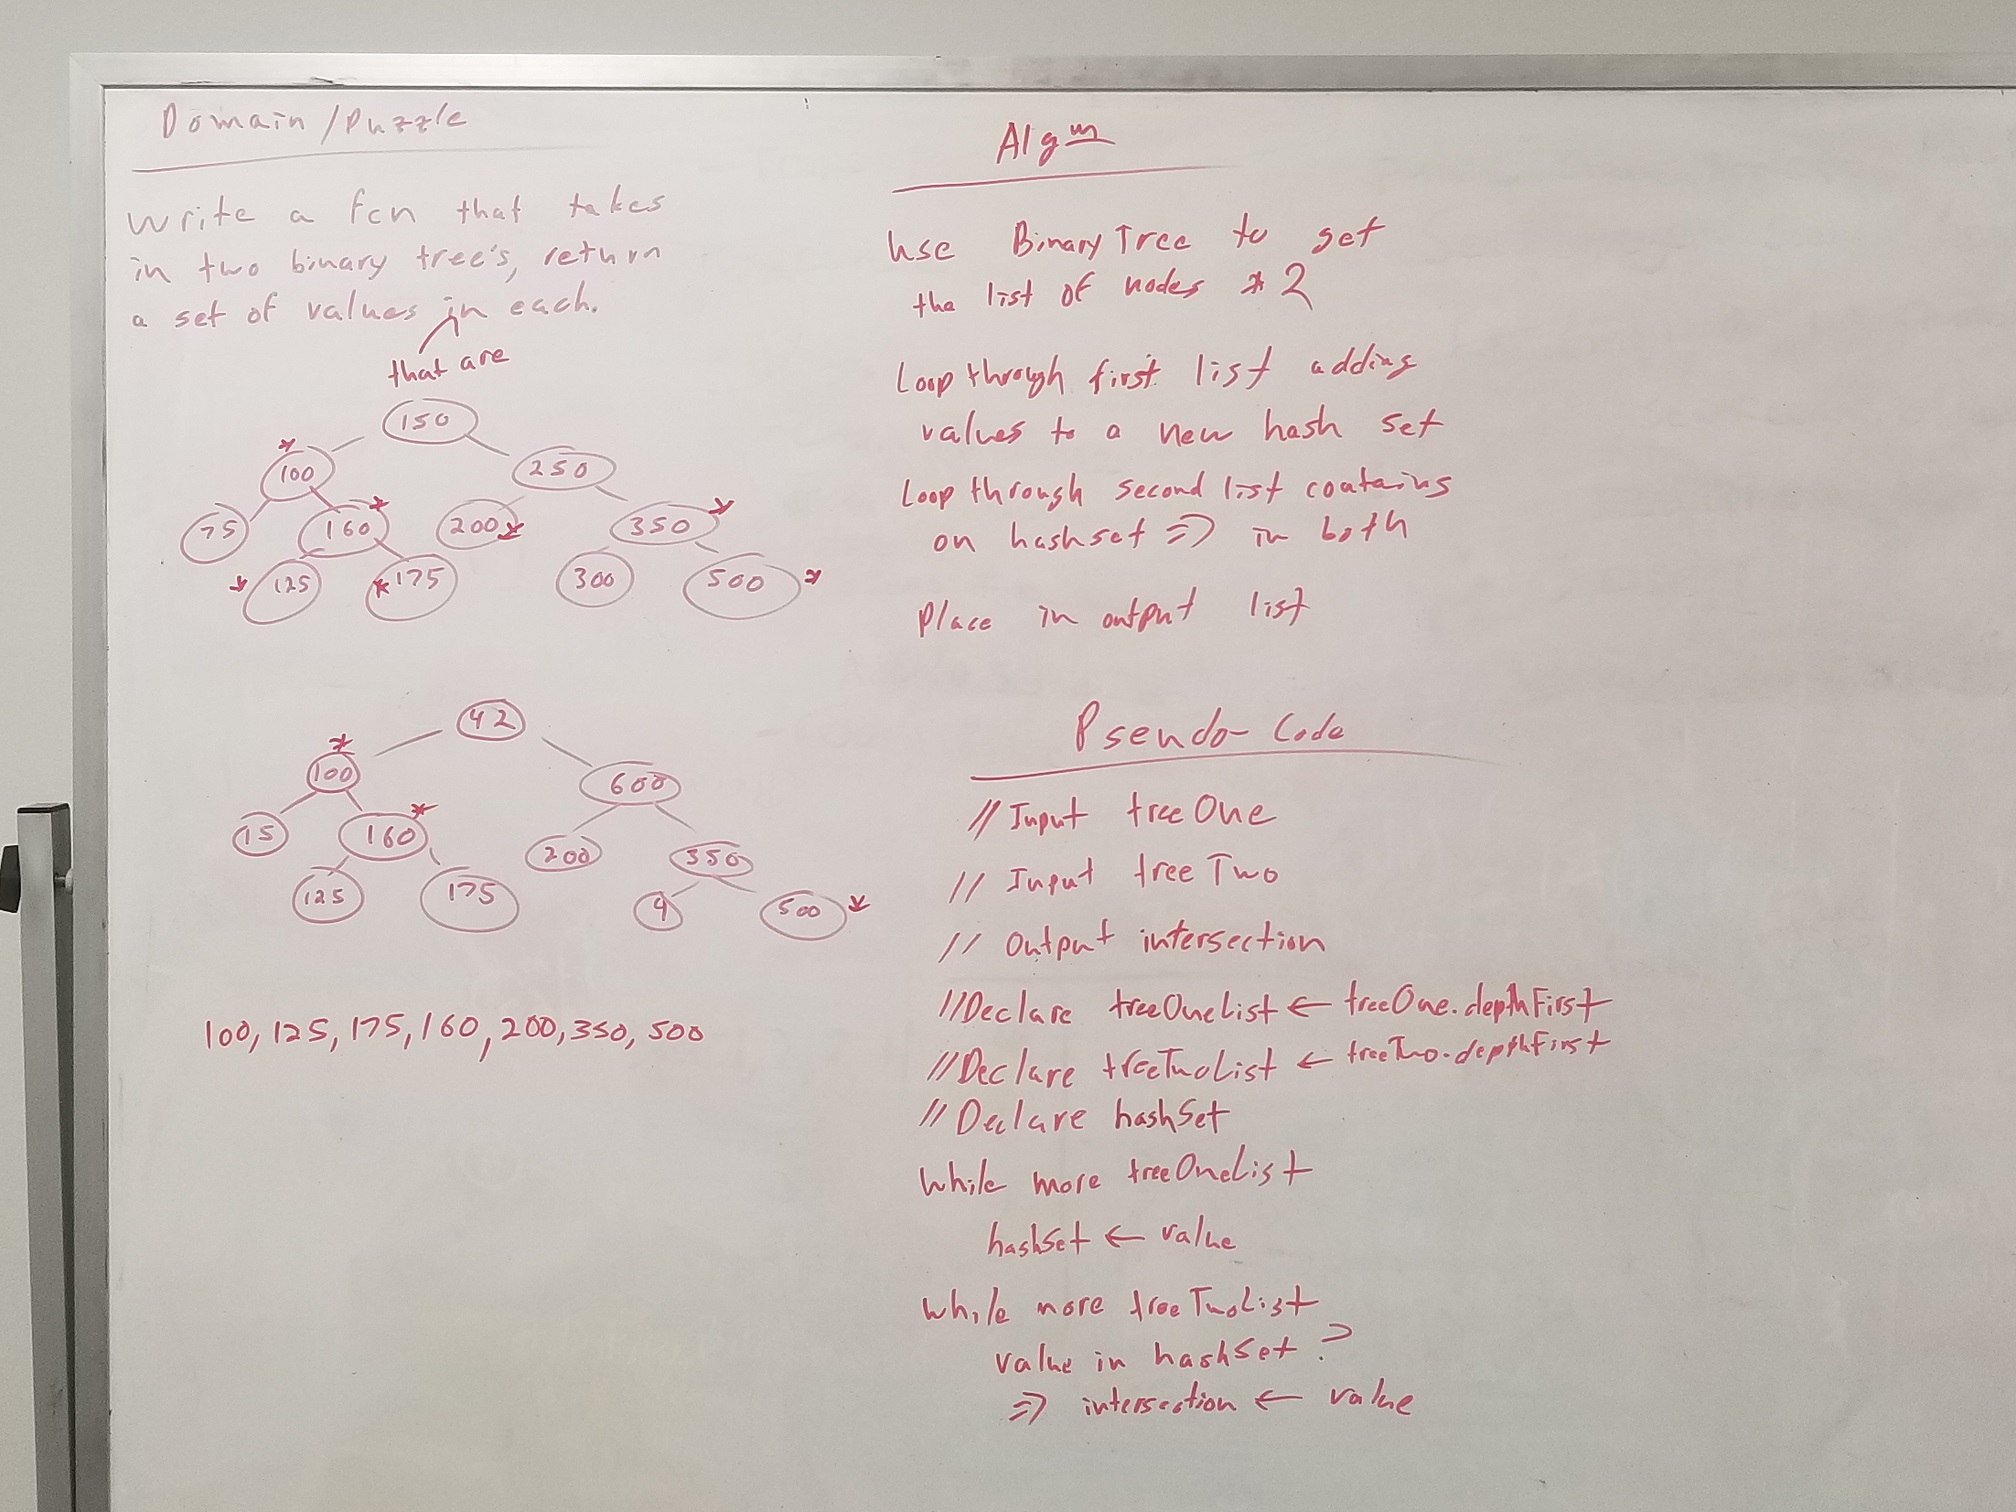 Domain/Puzzle
Write a fcn that takes
in two binary tree's, return
a set of values in each.
that are
150
* 100
250
75
160 *
200 *
350 *
* 125
* 175
300
500 *
42
* 100
600
15
160 *
200
350
125
175
4
500 *
100, 125, 175, 160, 200, 350, 500
Algm
Use BinaryTree to get
the list of nodes * 2
Loop through first list adding
values to a new hash set
Loop through second list contains
on hashset => in both
Place in output list
Pseudo-Code
// Input treeOne
// Input treeTwo
// Output intersection
//Declare treeOneList ← treeOne.depthFirst
//Declare treeTwoList ← treeTwo.depthFirst
//Declare hashSet
While more treeOneList
hashSet ← value
While more treeTwoList
value in hashSet?
=> intersection ← value